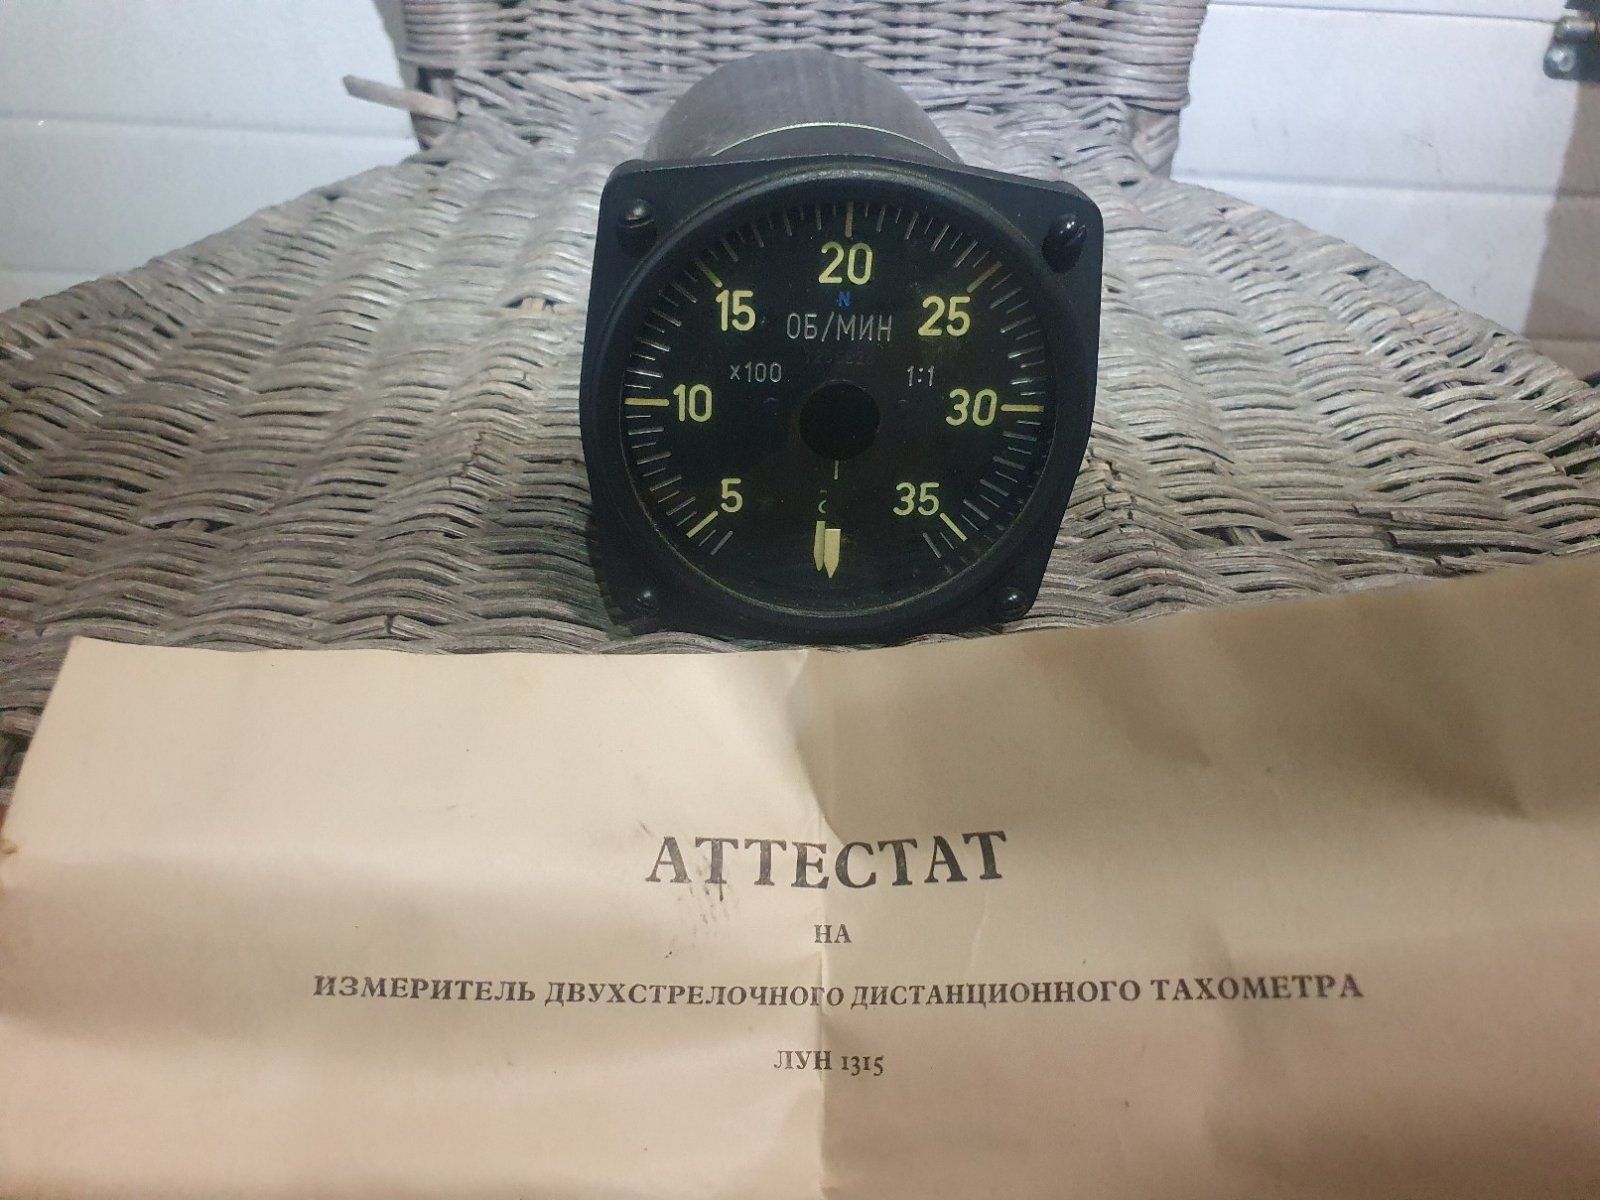 20
N
15
ОБ/МИН
25
x100
1:1
10
30
5
35
АТТЕСТАТ
НА
ИЗМЕРИТЕЛЬ ДВУХСТРЕЛОЧНОГО ДИСТАНЦИОННОГО ТАХОМЕТРА
ЛУН 1315